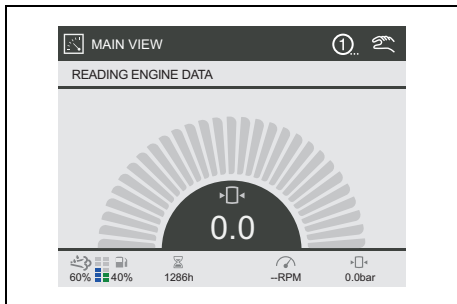 MAIN VIEW 1...
READING ENGINE DATA
0.0
60% 40% 1286h --RPM 0.0bar